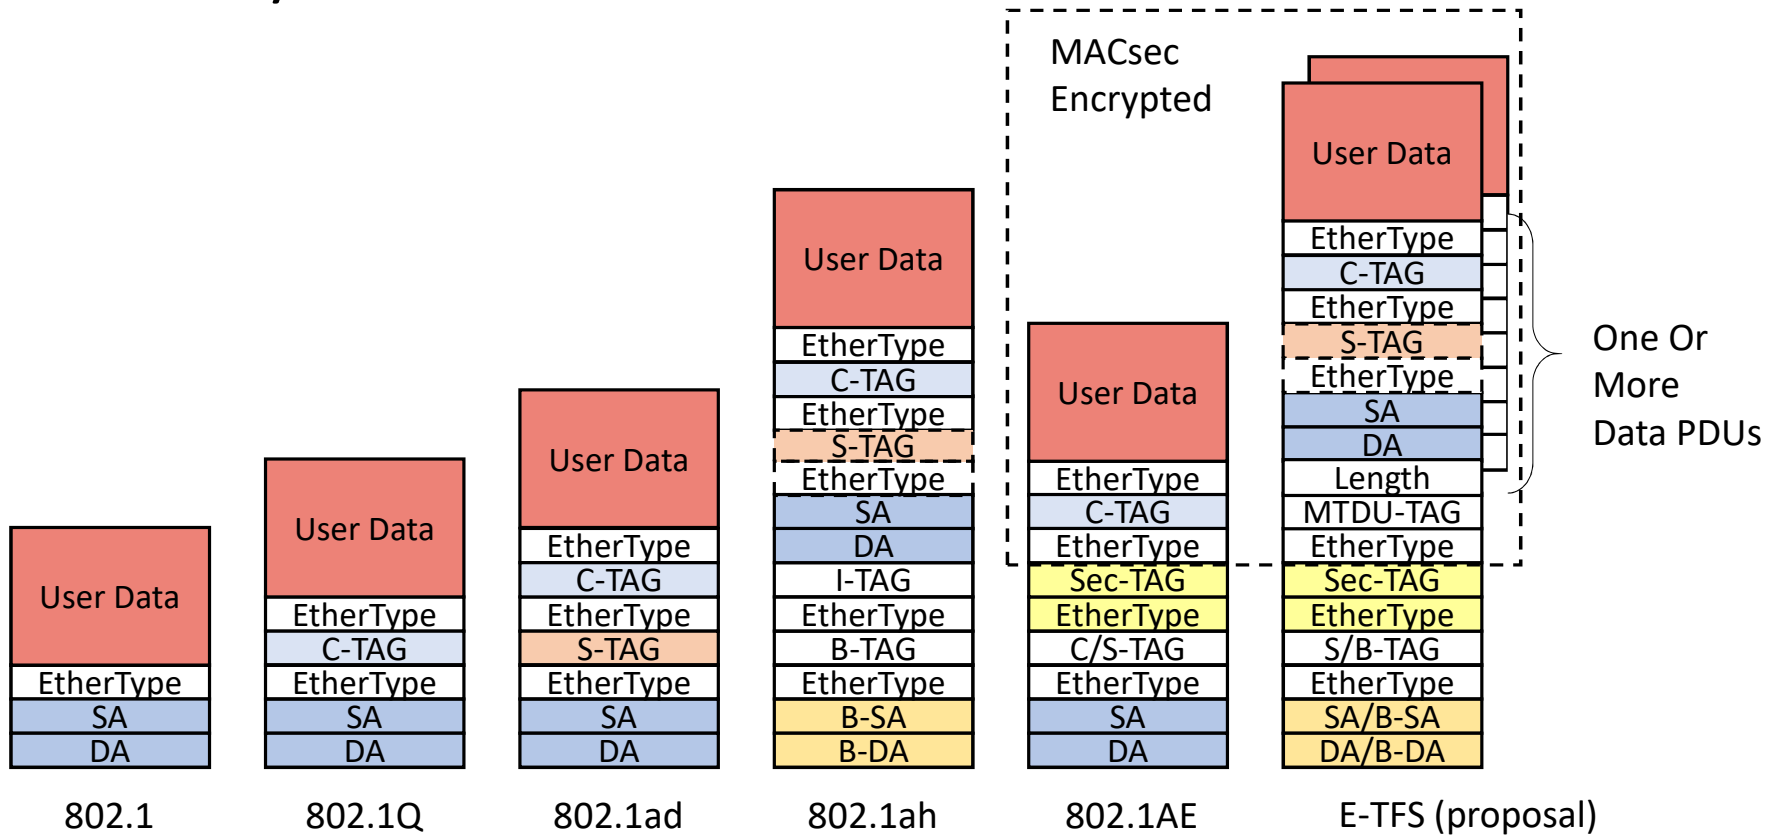 MACsec
Encrypted
User Data
EtherType
C-TAG
EtherType
S-TAG
EtherType
SA
DA
Length
MTDU-TAG
EtherType
Sec-TAG
EtherType
S/B-TAG
EtherType
SA/B-SA
DA/B-DA
One Or
More
Data PDUs
User Data
EtherType
C-TAG
EtherType
S-TAG
EtherType
SA
DA
I-TAG
EtherType
B-TAG
EtherType
B-SA
B-DA
User Data
EtherType
C-TAG
EtherType
Sec-TAG
EtherType
C/S-TAG
EtherType
SA
DA
User Data
EtherType
C-TAG
EtherType
S-TAG
EtherType
SA
DA
User Data
EtherType
C-TAG
EtherType
SA
DA
User Data
EtherType
SA
DA
802.1
802.1Q
802.1ad
802.1ah
802.1AE
E-TFS (proposal)